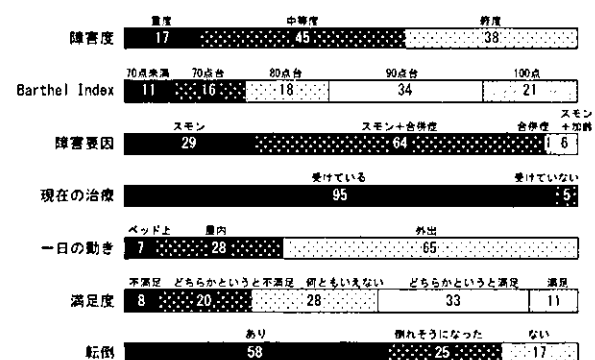 重度 中等度 軽度
障害度 17 45 38
70点未満 70点台 80点台 90点台 100点
Barthel Index 11 16 18 34 21
スモン スモン+合併症 合併症 スモン+加齢
障害要因 29 64 1 6
受けている 受けていない
現在の治療 95 5
ベッド上 屋内 外出
一日の動き 7 28 65
不満足 どちらかというと不満足 何ともいえない どちらかというと満足 満足
満足度 8 20 28 33 11
あり 倒れそうになった ない
転倒 58 25 17